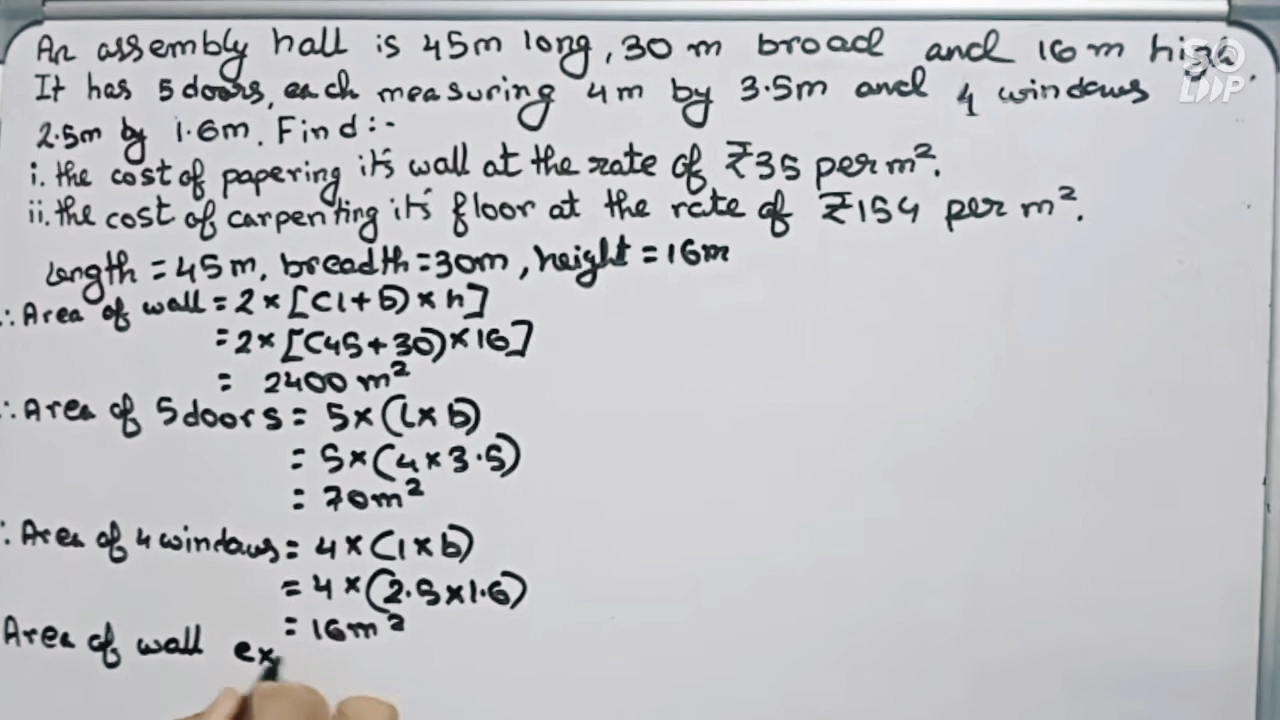 An assembly hall is 45m long, 30 m broad and 16 m high.
It has 5 doors, each measuring 4m by 3.5m and 4 windows
2.5m by 1.6m. Find :-
i. the cost of papering its wall at the rate of ₹35 per m².
ii. the cost of carpenting its floor at the rate of ₹154 per m².
Length = 45 m, breadth = 30m, height = 16m
∴ Area of wall = 2 × [(l + b) × h]
= 2 × [(45 + 30) × 16]
= 2400 m²
∴ Area of 5 doors = 5 × (l × b)
= 5 × (4 × 3.5)
= 70m²
∴ Area of 4 windows = 4 × (l × b)
= 4 × (2.5 × 1.6)
= 16m²
Area of wall ex